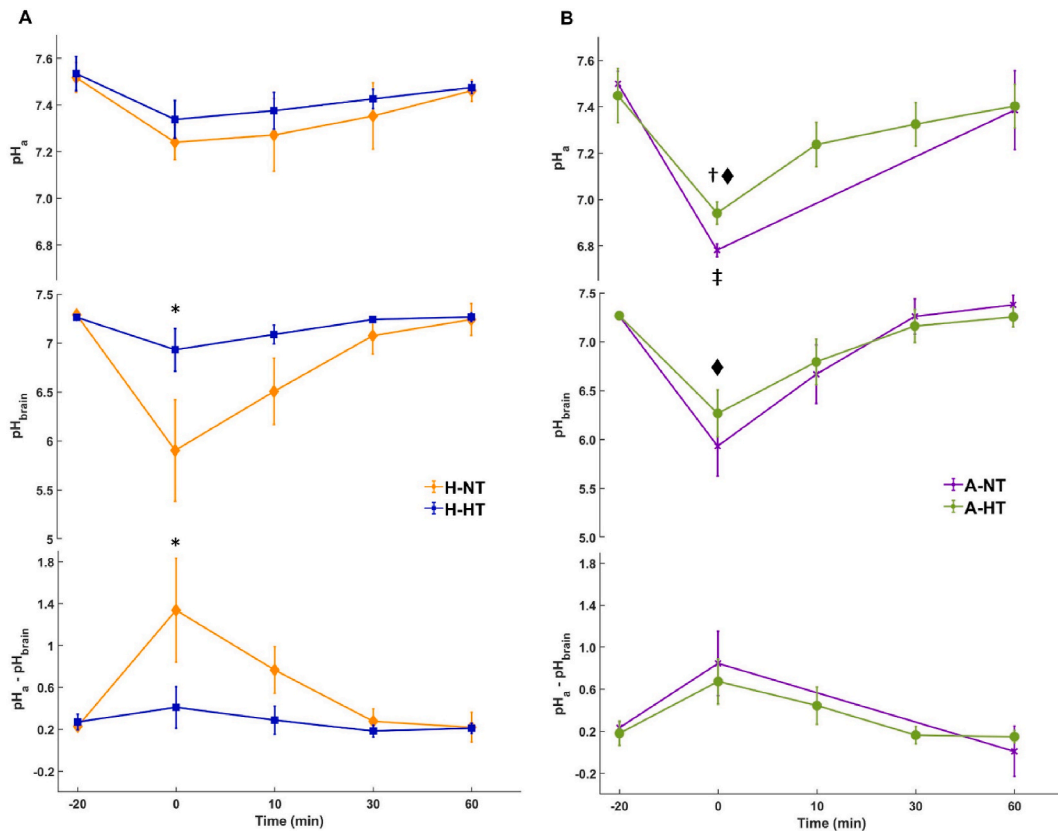 A
7.6
7.4
7.2
7.0
6.8
pHa
7.5
7
6.5
6
5.5
5
pHbrain
*
H-NT
H-HT
1.8
1.4
1
0.6
0.2
-0.2
pHa - pHbrain
*
-20 0 10 30 60
Time (min)
B
7.6
7.4
7.2
7.0
6.8
pHa
†♦
‡
7.5
7.0
6.5
6.0
5.5
5.0
pHbrain
♦
A-NT
A-HT
1.8
1.4
1.0
0.6
0.2
-0.2
pHa - pHbrain
-20 0 10 30 60
Time (min)